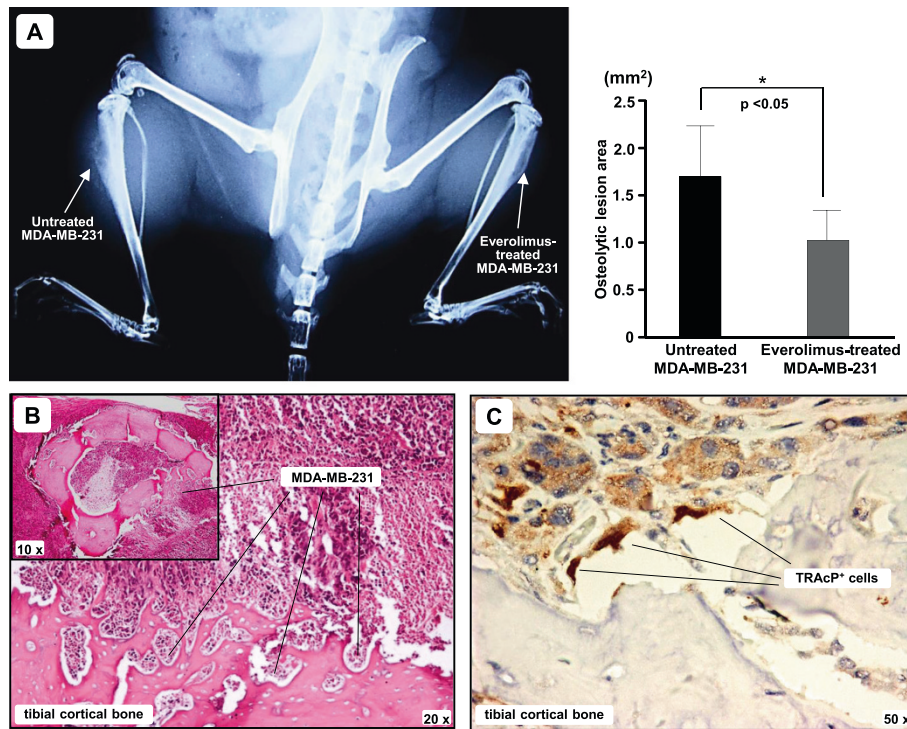 A
Untreated
MDA-MB-231
Everolimus-
treated
MDA-MB-231
(mm²)
Osteolytic lesion area
2.5
2.0
1.5
1.0
0.5
0
*
p <0.05
Untreated
MDA-MB-231
Everolimus-treated
MDA-MB-231
B
MDA-MB-231
10 x
tibial cortical bone
20 x
C
TRAcP⁺ cells
tibial cortical bone
50 x